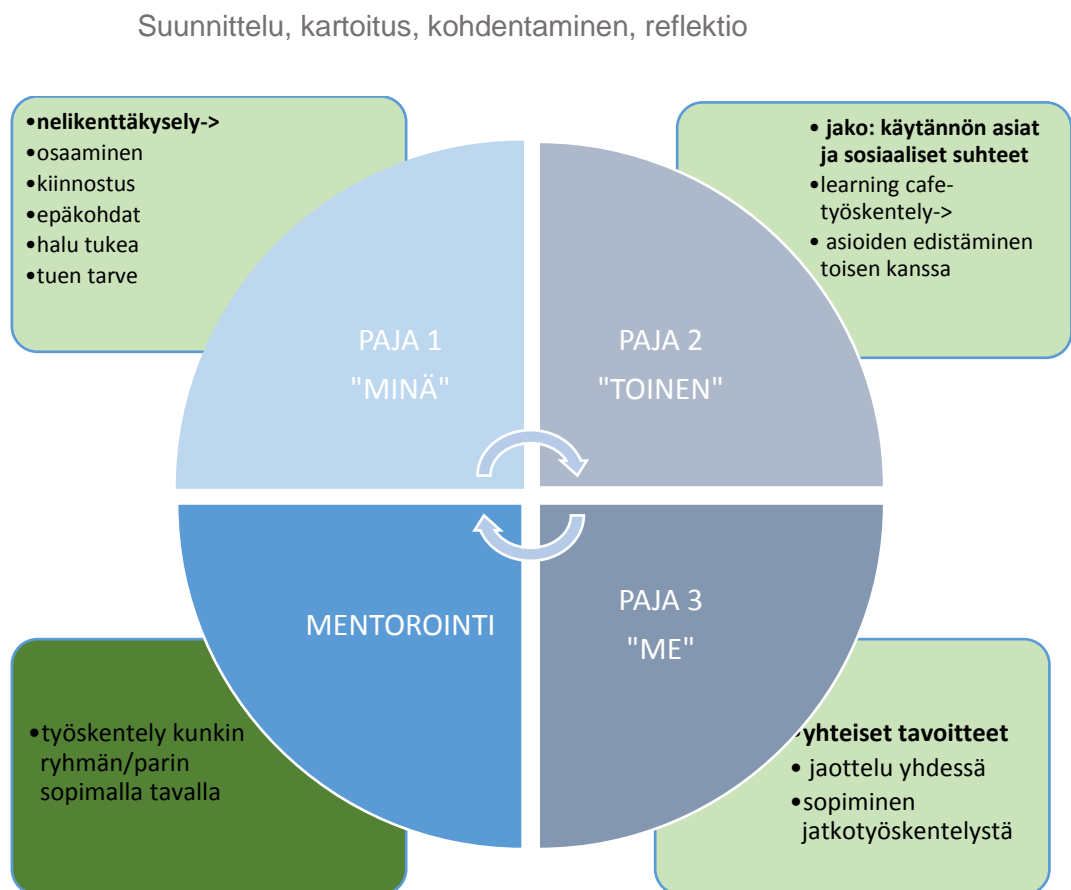 Suunnittelu, kartoitus, kohdentaminen, reflektio
•nelikenttäkysely->
•osaaminen
•kiinnostus
•epäkohdat
•halu tukea
•tuen tarve
• jako: käytännön asiat
ja sosiaaliset suhteet
•learning cafe-
työskentely->
• asioiden edistäminen
toisen kanssa
PAJA 1
"MINÄ"
PAJA 2
"TOINEN"
MENTOROINTI
PAJA 3
"ME"
•työskentely kunkin
ryhmän/parin
sopimalla tavalla
•yhteiset tavoitteet
• jaottelu yhdessä
•sopiminen
jatkotyöskentelystä